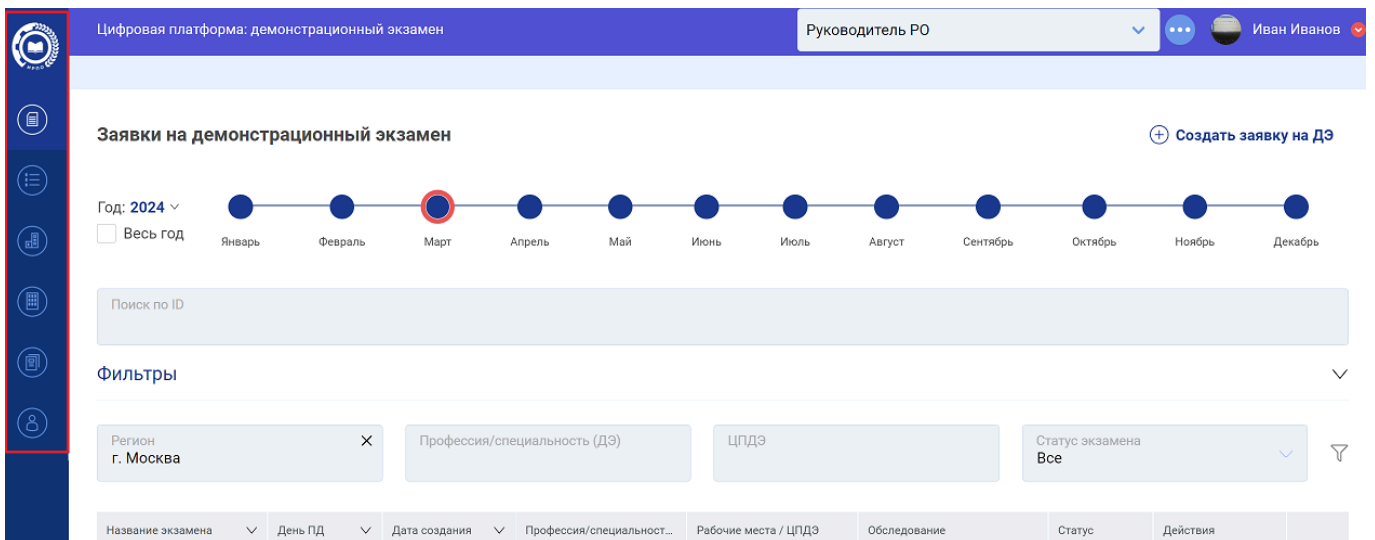 Цифровая платформа: демонстрационный экзамен
Руководитель РО
Иван Иванов
ИРПО
Заявки на демонстрационный экзамен
Создать заявку на ДЭ
Год: 2024
Весь год
Январь Февраль Март Апрель Май Июнь Июль Август Сентябрь Октябрь Ноябрь Декабрь
Поиск по ID
Фильтры
Регион
г. Москва
Профессия/специальность (ДЭ)
ЦПДЭ
Статус экзамена
Все
Название экзамена День ПД Дата создания Профессия/специальност... Рабочие места / ЦПДЭ Обследование Статус Действия